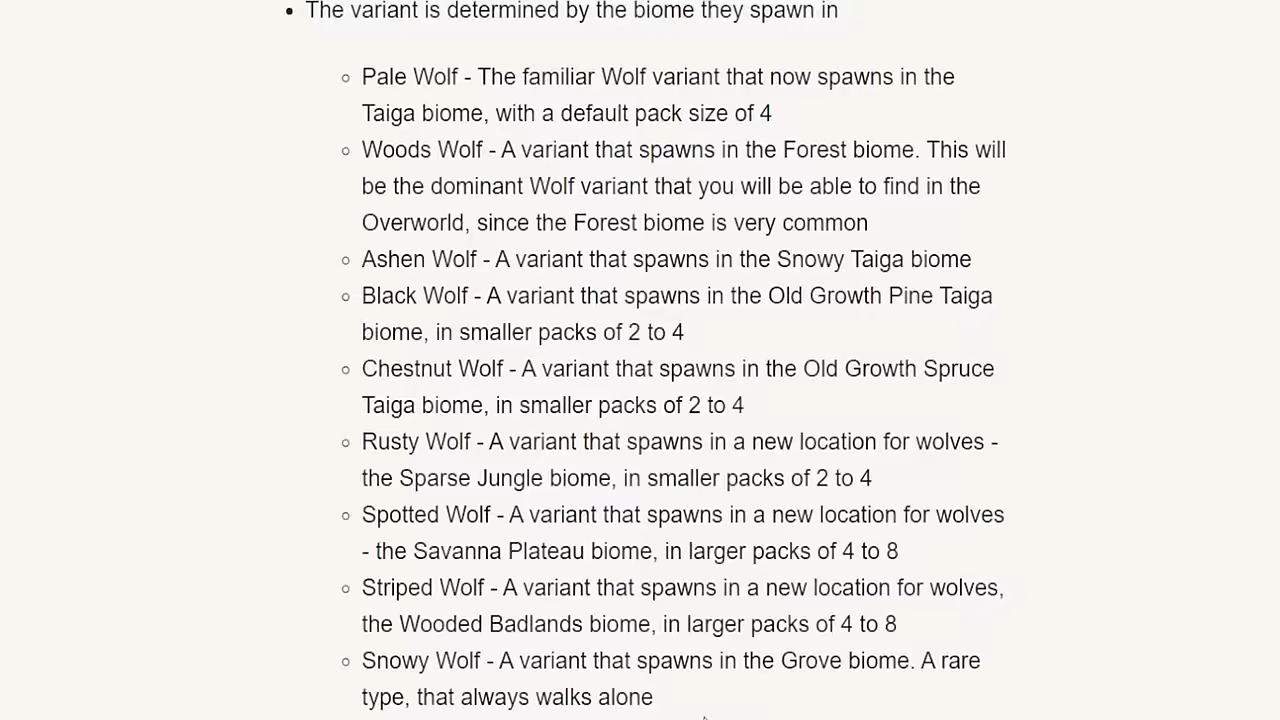 The variant is determined by the biome they spawn in
Pale Wolf - The familiar Wolf variant that now spawns in the
Taiga biome, with a default pack size of 4
Woods Wolf - A variant that spawns in the Forest biome. This will
be the dominant Wolf variant that you will be able to find in the
Overworld, since the Forest biome is very common
Ashen Wolf - A variant that spawns in the Snowy Taiga biome
Black Wolf - A variant that spawns in the Old Growth Pine Taiga
biome, in smaller packs of 2 to 4
Chestnut Wolf - A variant that spawns in the Old Growth Spruce
Taiga biome, in smaller packs of 2 to 4
Rusty Wolf - A variant that spawns in a new location for wolves -
the Sparse Jungle biome, in smaller packs of 2 to 4
Spotted Wolf - A variant that spawns in a new location for wolves
- the Savanna Plateau biome, in larger packs of 4 to 8
Striped Wolf - A variant that spawns in a new location for wolves,
the Wooded Badlands biome, in larger packs of 4 to 8
Snowy Wolf - A variant that spawns in the Grove biome. A rare
type, that always walks alone